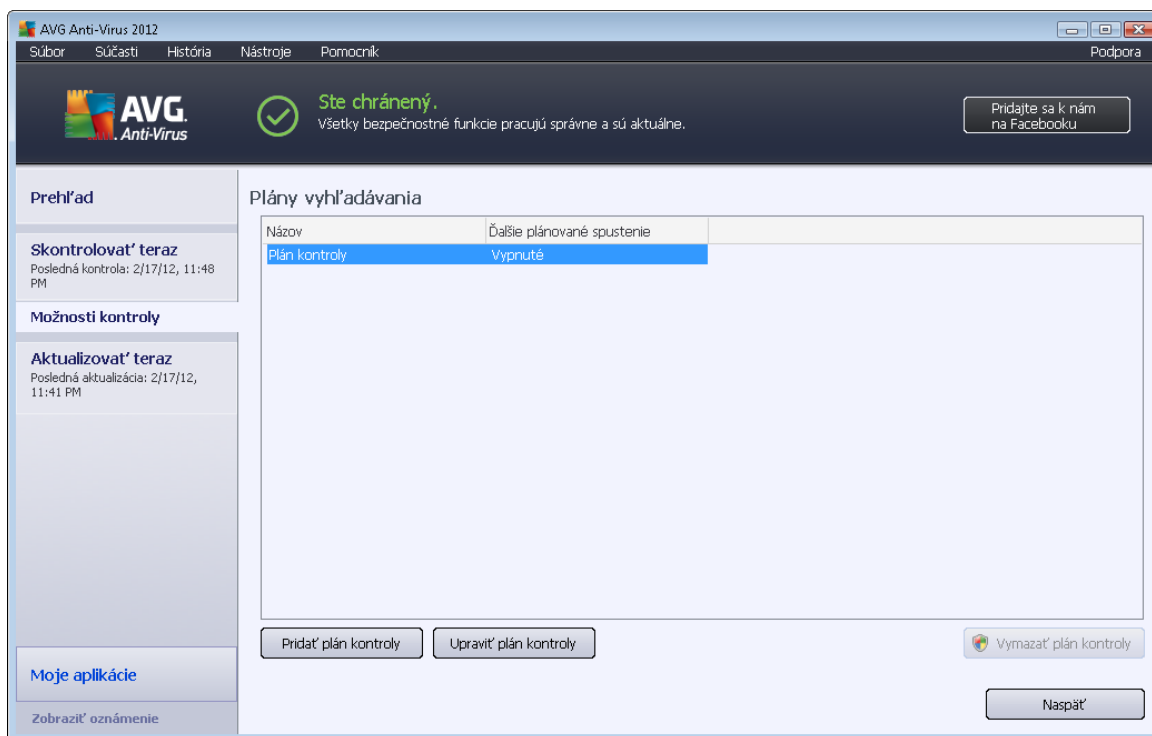 AVG Anti-Virus 2012
Súbor Súčasti História Nástroje Pomocník Podpora
AVG.
Anti-Virus
Ste chránený.
Všetky bezpečnostné funkcie pracujú správne a sú aktuálne.
Pridajte sa k nám
na Facebooku
Prehľad
Skontrolovať teraz
Posledná kontrola: 2/17/12, 11:48
PM
Možnosti kontroly
Aktualizovať teraz
Posledná aktualizácia: 2/17/12,
11:41 PM
Moje aplikácie
Zobraziť oznámenie
Plány vyhľadávania
Názov Ďalšie plánované spustenie
Plán kontroly Vypnuté
Pridať plán kontroly Upraviť plán kontroly Vymazať plán kontroly
Naspäť